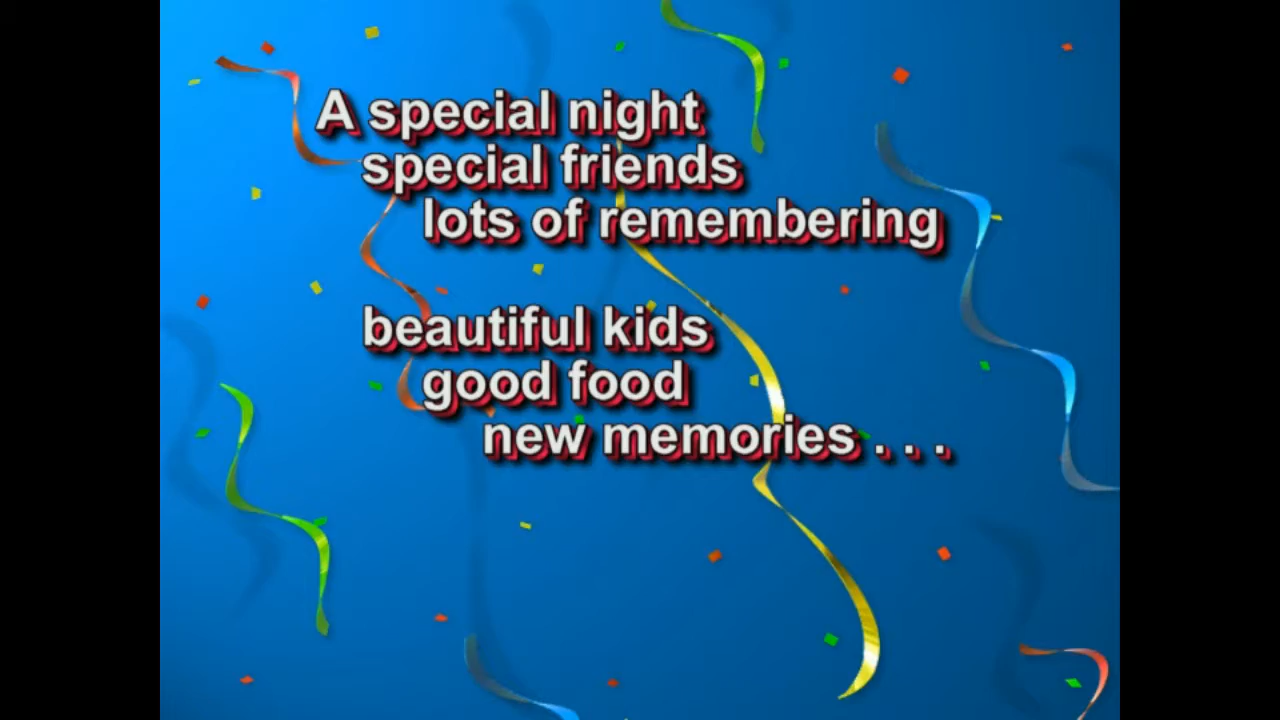 A special night
special friends
lots of remembering
beautiful kids
good food
new memories . . .